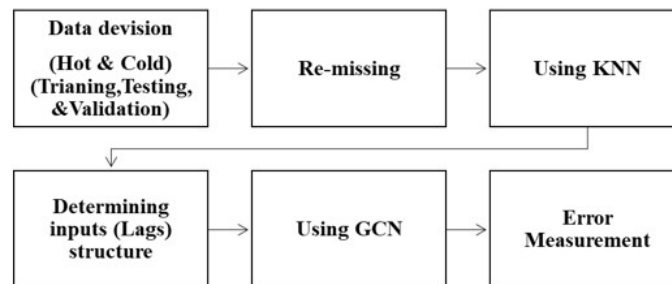 Data devision
(Hot & Cold)
(Trianing,Testing,
&Validation)
Re-missing
Using KNN
Determining
inputs (Lags)
structure
Using GCN
Error
Measurement